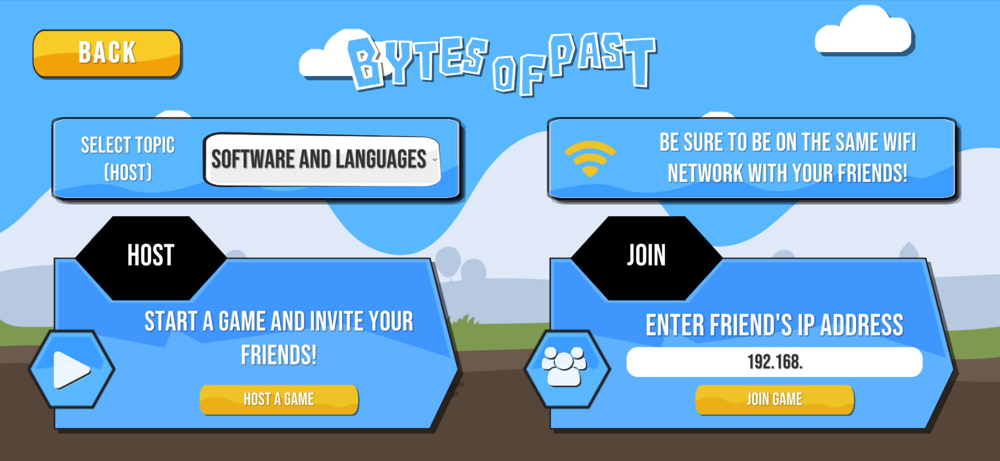 BACK
BYTES OF PAST
SELECT TOPIC
(HOST)
SOFTWARE AND LANGUAGES
BE SURE TO BE ON THE SAME WIFI
NETWORK WITH YOUR FRIENDS!
HOST
START A GAME AND INVITE YOUR
FRIENDS!
HOST A GAME
JOIN
ENTER FRIEND'S IP ADDRESS
192.168.
JOIN GAME